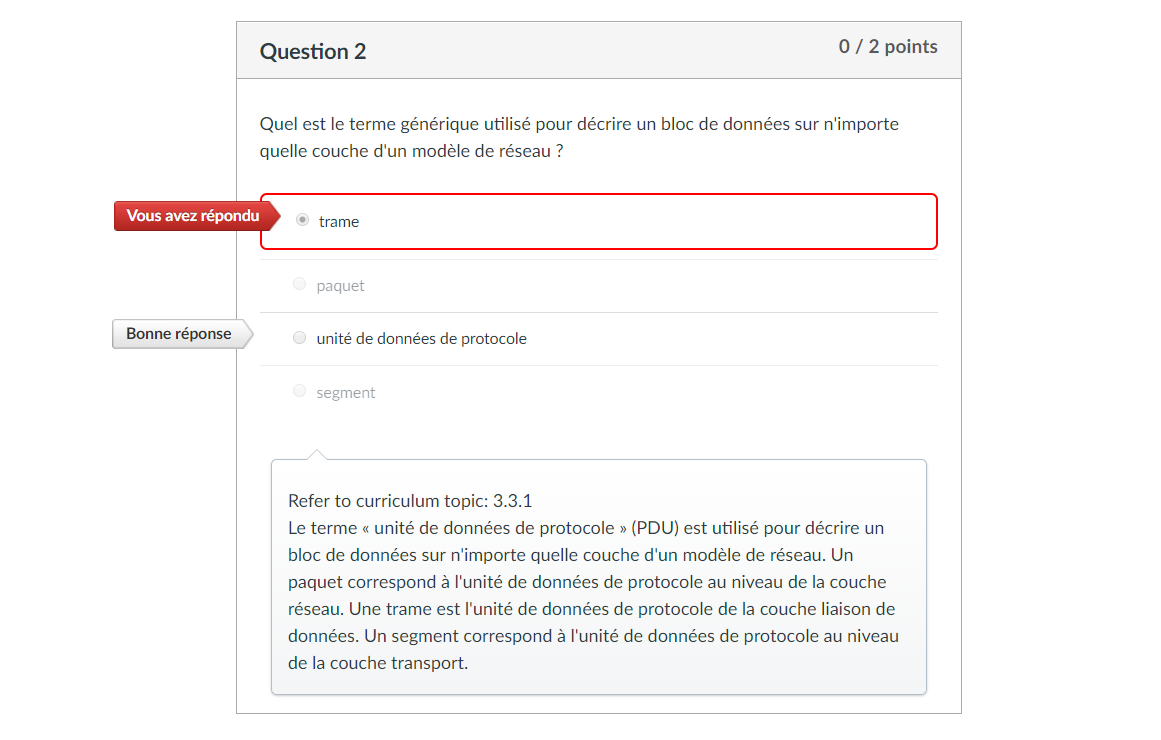 Question 2
0 / 2 points
Quel est le terme générique utilisé pour décrire un bloc de données sur n'importe
quelle couche d'un modèle de réseau ?
Vous avez répondu
trame
paquet
Bonne réponse
unité de données de protocole
segment
Refer to curriculum topic: 3.3.1
Le terme « unité de données de protocole » (PDU) est utilisé pour décrire un
bloc de données sur n'importe quelle couche d'un modèle de réseau. Un
paquet correspond à l'unité de données de protocole au niveau de la couche
réseau. Une trame est l'unité de données de protocole de la couche liaison de
données. Un segment correspond à l'unité de données de protocole au niveau
de la couche transport.